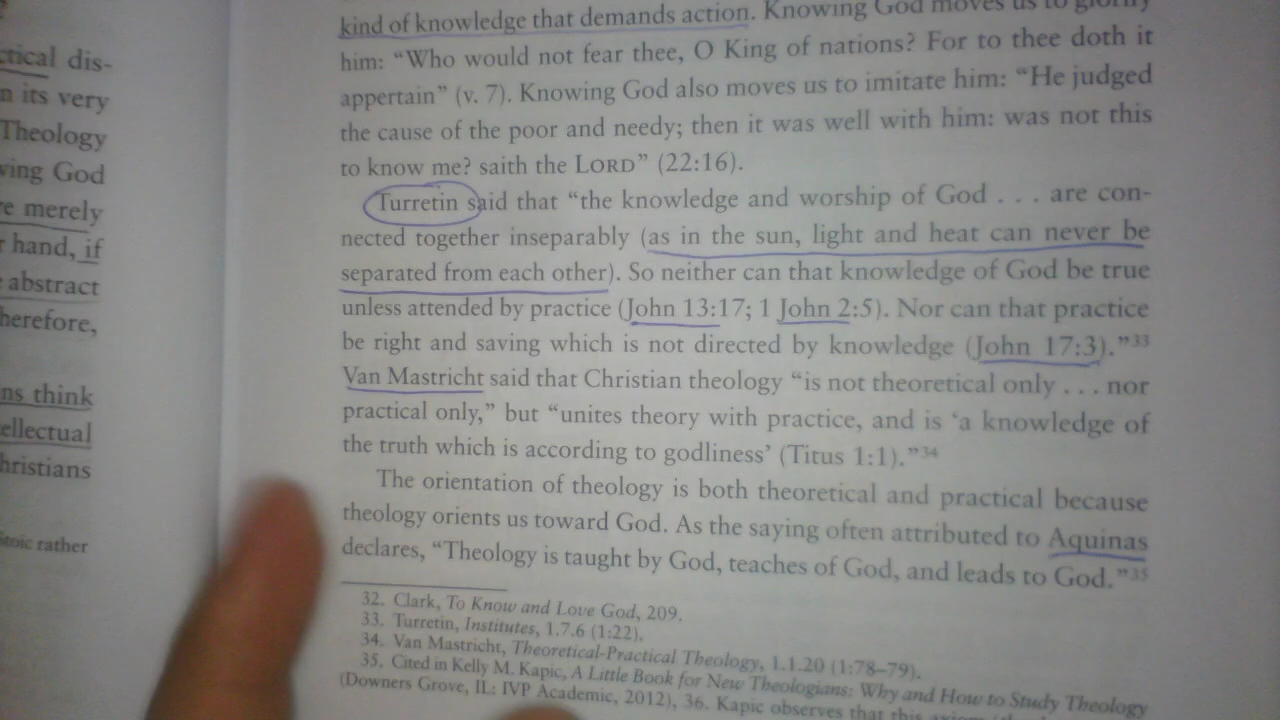 ctical dis-
n its very
Theology
ving God
re merely
r hand, if
abstract
herefore,
ns think
ellectual
hristians
stoic rather
kind of knowledge that demands action. Knowing God moves us to glorify
him: “Who would not fear thee, O King of nations? For to thee doth it
appertain” (v. 7). Knowing God also moves us to imitate him: “He judged
the cause of the poor and needy; then it was well with him: was not this
to know me? saith the LORD” (22:16).
Turretin said that “the knowledge and worship of God . . . are con-
nected together inseparably (as in the sun, light and heat can never be
separated from each other). So neither can that knowledge of God be true
unless attended by practice (John 13:17; 1 John 2:5). Nor can that practice
be right and saving which is not directed by knowledge (John 17:3).”33
Van Mastricht said that Christian theology “is not theoretical only . . . nor
practical only,” but “unites theory with practice, and is ‘a knowledge of
the truth which is according to godliness’ (Titus 1:1).”34
The orientation of theology is both theoretical and practical because
theology orients us toward God. As the saying often attributed to Aquinas
declares, “Theology is taught by God, teaches of God, and leads to God.”35
32. Clark, To Know and Love God, 209.
33. Turretin, Institutes, 1.7.6 (1:22).
34. Van Mastricht, Theoretical-Practical Theology, 1.1.20 (1:78–79).
35. Cited in Kelly M. Kapic, A Little Book for New Theologians: Why and How to Study Theology
(Downers Grove, IL: IVP Academic, 2012), 36. Kapic observes that this axiom